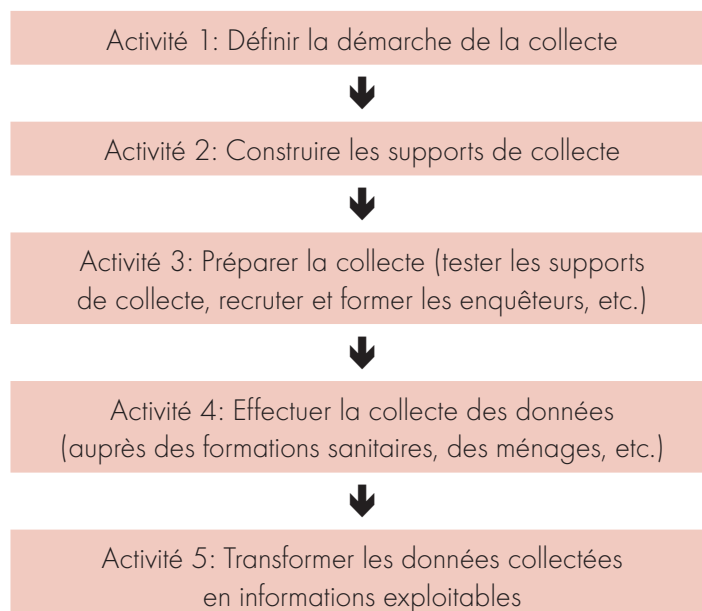 Activité 1: Définir la démarche de la collecte
Activité 2: Construire les supports de collecte
Activité 3: Préparer la collecte (tester les supports
de collecte, recruter et former les enquêteurs, etc.)
Activité 4: Effectuer la collecte des données
(auprès des formations sanitaires, des ménages, etc.)
Activité 5: Transformer les données collectées
en informations exploitables